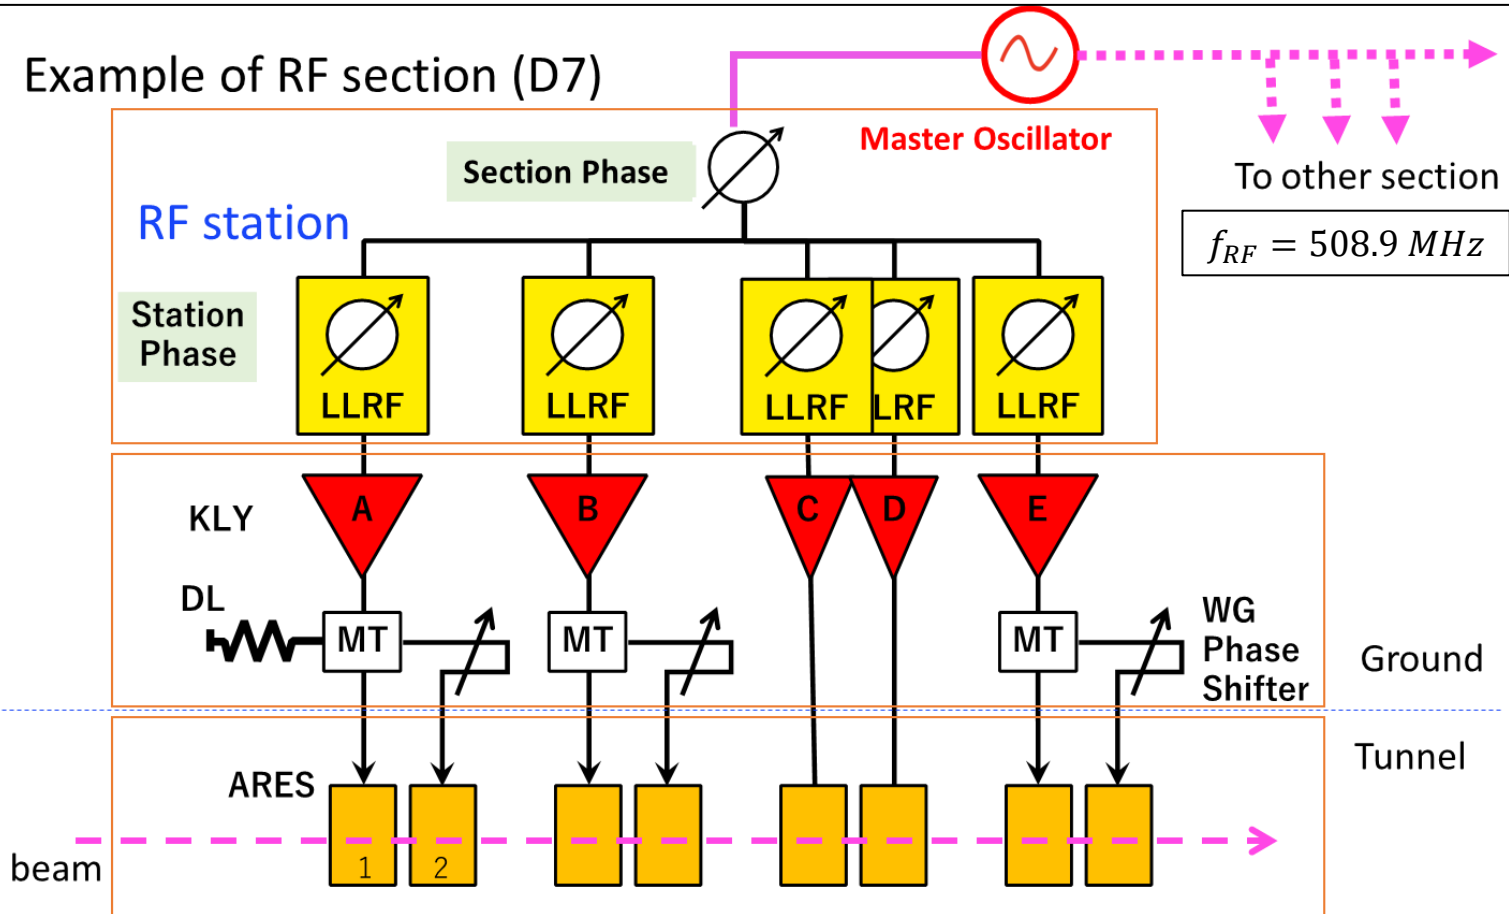 Example of RF section (D7)
Master Oscillator
Section Phase
To other section
RF station
f_RF = 508.9 MHz
Station
Phase
LLRF
LLRF
LLRF
LRF
LLRF
KLY
A
B
C
D
E
DL
MT
MT
MT
WG
Phase
Shifter
Ground
Tunnel
ARES
beam
1
2